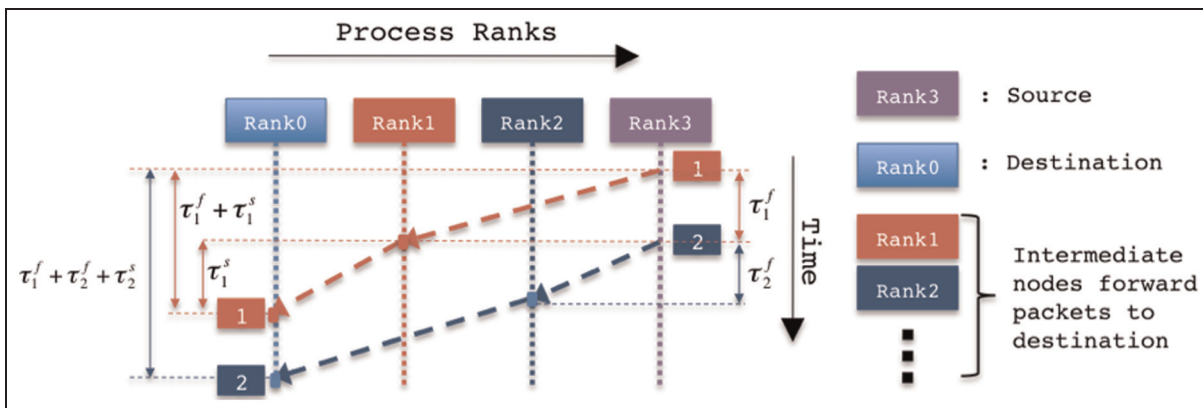 Process Ranks
Rank0 Rank1 Rank2 Rank3
1
2
τ₁ᶠ + τ₁ˢ
τ₁ˢ
τ₁ᶠ + τ₂ᶠ + τ₂ˢ
1
2
τ₁ᶠ
τ₂ᶠ
Time
Rank3 : Source
Rank0 : Destination
Rank1
Rank2
Intermediate
nodes forward
packets to
destination